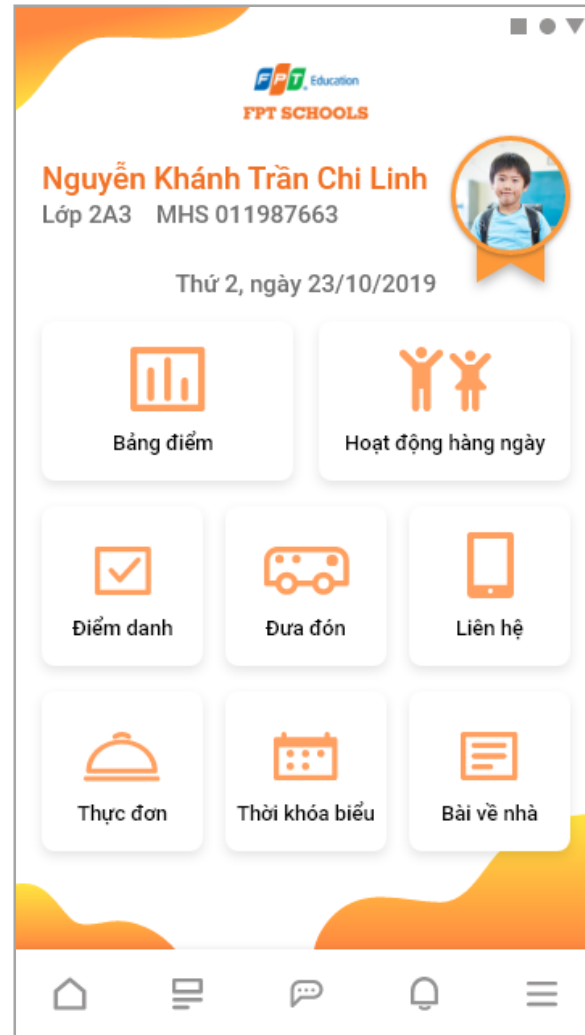 FPT Education
FPT SCHOOLS
Nguyễn Khánh Trần Chi Linh
Lớp 2A3 MHS 011987663
Thứ 2, ngày 23/10/2019
Bảng điểm Hoạt động hàng ngày
Điểm danh Đưa đón Liên hệ
Thực đơn Thời khóa biểu Bài về nhà